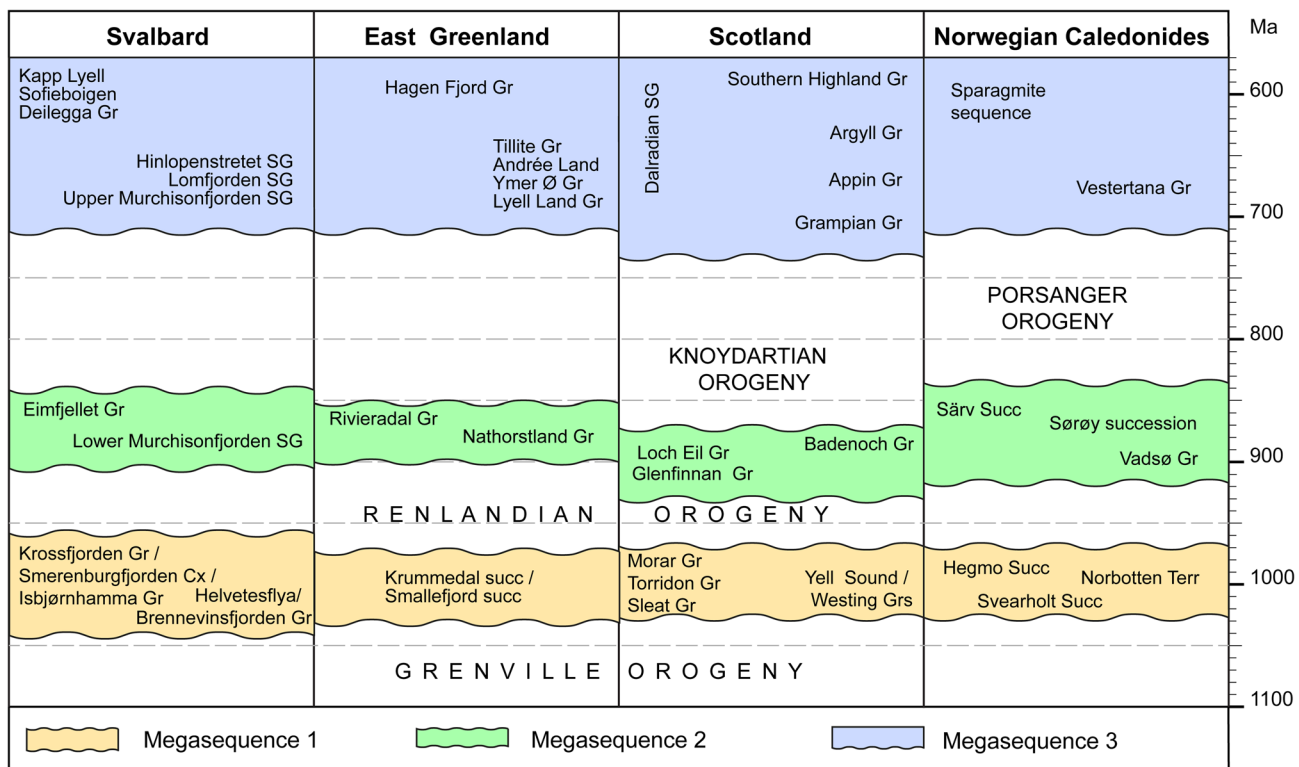 Svalbard
East Greenland
Scotland
Norwegian Caledonides
Ma
Kapp Lyell
Sofieboigen
Deilegga Gr
Hinlopenstretet SG
Lomfjorden SG
Upper Murchisonfjorden SG
Hagen Fjord Gr
Tillite Gr
Andrée Land
Ymer Ø Gr
Lyell Land Gr
Dalradian SG
Southern Highland Gr
Argyll Gr
Appin Gr
Grampian Gr
Sparagmite
sequence
Vestertana Gr
600
700
PORSANGER
OROGENY
800
KNOYDARTIAN
OROGENY
Eimfjellet Gr
Lower Murchisonfjorden SG
Rivieradal Gr
Nathorstland Gr
Loch Eil Gr
Glenfinnan Gr
Badenoch Gr
Särv Succ
Sørøy succession
Vadsø Gr
900
RENLANDIAN OROGENY
Krossfjorden Gr /
Smerenburgfjorden Cx /
Isbjørnhamma Gr
Helvetesflya/
Brennevinsfjorden Gr
Krummedal succ /
Smallefjord succ
Morar Gr
Torridon Gr
Sleat Gr
Yell Sound /
Westing Grs
Hegmo Succ
Norbotten Terr
Svearholt Succ
1000
GRENVILLE OROGENY
1100
Megasequence 1
Megasequence 2
Megasequence 3